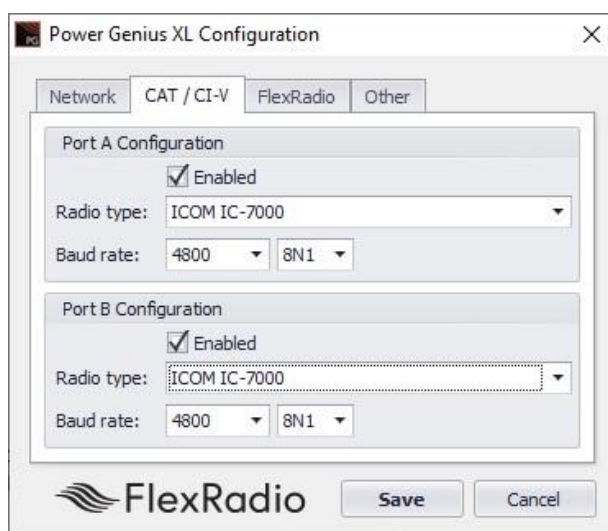 PG Power Genius XL Configuration
Network CAT / CI-V FlexRadio Other
Port A Configuration
Enabled
Radio type: ICOM IC-7000
Baud rate: 4800 8N1
Port B Configuration
Enabled
Radio type: ICOM IC-7000
Baud rate: 4800 8N1
FlexRadio Save Cancel